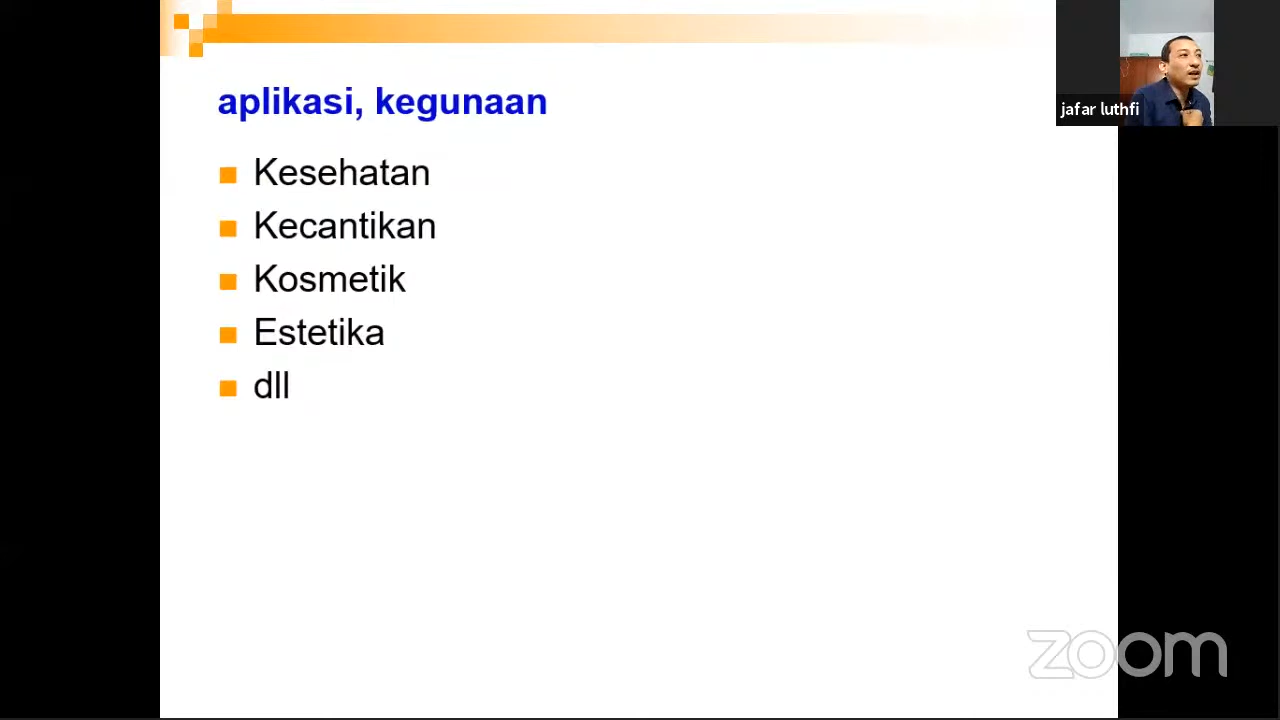 aplikasi, kegunaan
Kesehatan
Kecantikan
Kosmetik
Estetika
dll
jafar luthfi
zoom